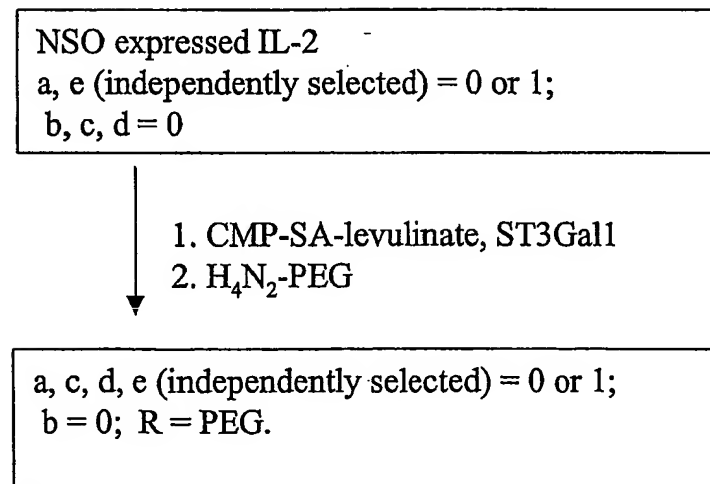 NSO expressed IL-2
a, e (independently selected) = 0 or 1;
b, c, d = 0
1. CMP-SA-levulinate, ST3Gal1
2. H₄N₂-PEG
a, c, d, e (independently selected) = 0 or 1;
b = 0; R = PEG.